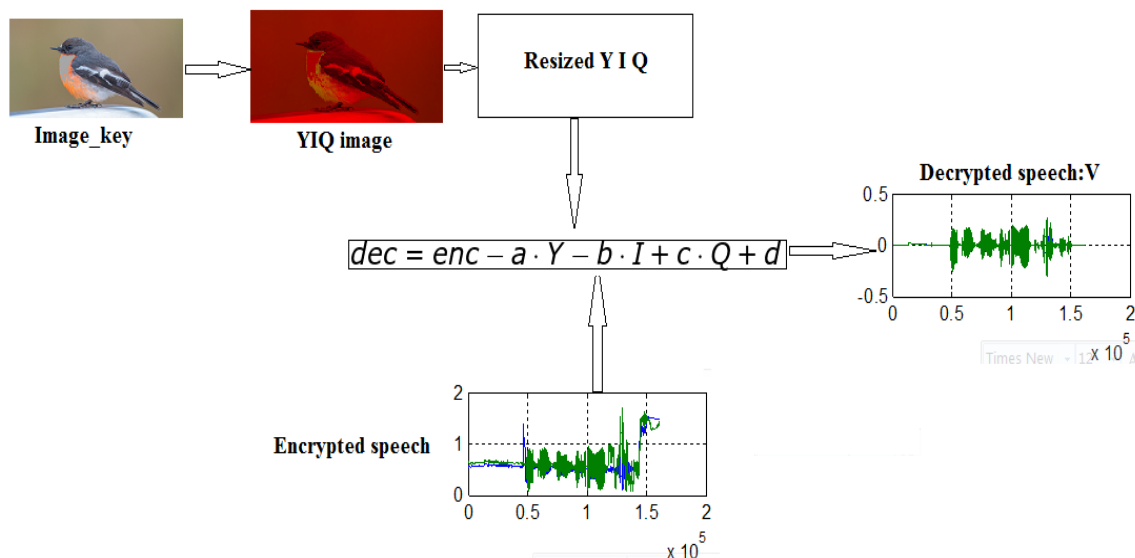 Resized Y I Q
Image_key
YIQ image
Decrypted speech:V
0.5
0
-0.5
0 0.5 1 1.5 2
x 10^5
Times New 12
dec = enc – a · Y – b · I + c · Q + d
Encrypted speech
2
1
0
0 0.5 1 1.5 2
x 10^5